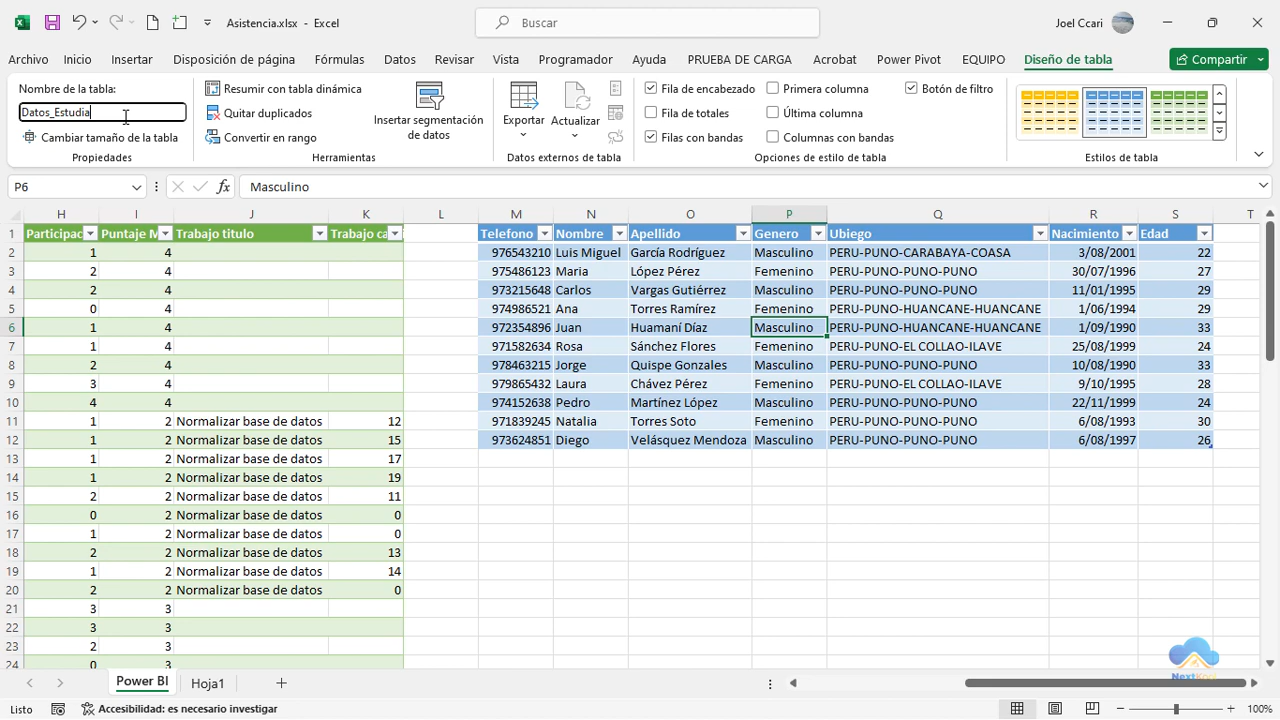 Asistencia.xlsx - Excel
Buscar
Joel Ccari
Archivo Inicio Insertar Disposición de página Fórmulas Datos Revisar Vista Programador Ayuda PRUEBA DE CARGA Acrobat Power Pivot EQUIPO Diseño de tabla Compartir
Nombre de la tabla:
Datos_Estudia
Cambiar tamaño de la tabla
Propiedades
Resumir con tabla dinámica
Quitar duplicados
Convertir en rango
Insertar segmentación
de datos
Herramientas
Exportar
Actualizar
Datos externos de tabla
Fila de encabezado Primera columna Botón de filtro
Fila de totales Última columna
Filas con bandas Columnas con bandas
Opciones de estilo de tabla
Estilos de tabla
P6 fx Masculino
H I J K L M N O P Q R S T
1 Participac Puntaje M Trabajo titulo Trabajo ca Telefono Nombre Apellido Genero Ubiego Nacimiento Edad
2 1 4 976543210 Luis Miguel García Rodríguez Masculino PERU-PUNO-CARABAYA-COASA 3/08/2001 22
3 2 4 975486123 Maria López Pérez Femenino PERU-PUNO-PUNO-PUNO 30/07/1996 27
4 2 4 973215648 Carlos Vargas Gutiérrez Masculino PERU-PUNO-PUNO-PUNO 11/01/1995 29
5 0 4 974986521 Ana Torres Ramírez Femenino PERU-PUNO-HUANCANE-HUANCANE 1/06/1994 29
6 1 4 972354896 Juan Huamaní Díaz Masculino PERU-PUNO-HUANCANE-HUANCANE 1/09/1990 33
7 1 4 971582634 Rosa Sánchez Flores Femenino PERU-PUNO-EL COLLAO-ILAVE 25/08/1999 24
8 2 4 978463215 Jorge Quispe Gonzales Masculino PERU-PUNO-PUNO-PUNO 10/08/1990 33
9 3 4 979865432 Laura Chávez Pérez Femenino PERU-PUNO-EL COLLAO-ILAVE 9/10/1995 28
10 4 4 974152638 Pedro Martínez López Masculino PERU-PUNO-PUNO-PUNO 22/11/1999 24
11 1 2 Normalizar base de datos 12 971839245 Natalia Torres Soto Femenino PERU-PUNO-PUNO-PUNO 6/08/1993 30
12 1 2 Normalizar base de datos 15 973624851 Diego Velásquez Mendoza Masculino PERU-PUNO-PUNO-PUNO 6/08/1997 26
13 1 2 Normalizar base de datos 17
14 1 2 Normalizar base de datos 19
15 2 2 Normalizar base de datos 11
16 0 2 Normalizar base de datos 0
17 1 2 Normalizar base de datos 0
18 2 2 Normalizar base de datos 13
19 1 2 Normalizar base de datos 14
20 2 2 Normalizar base de datos 0
21 3 3
22 3 3
23 2 3
24 0 3
Power BI Hoja1
Listo Accesibilidad: es necesario investigar 100%